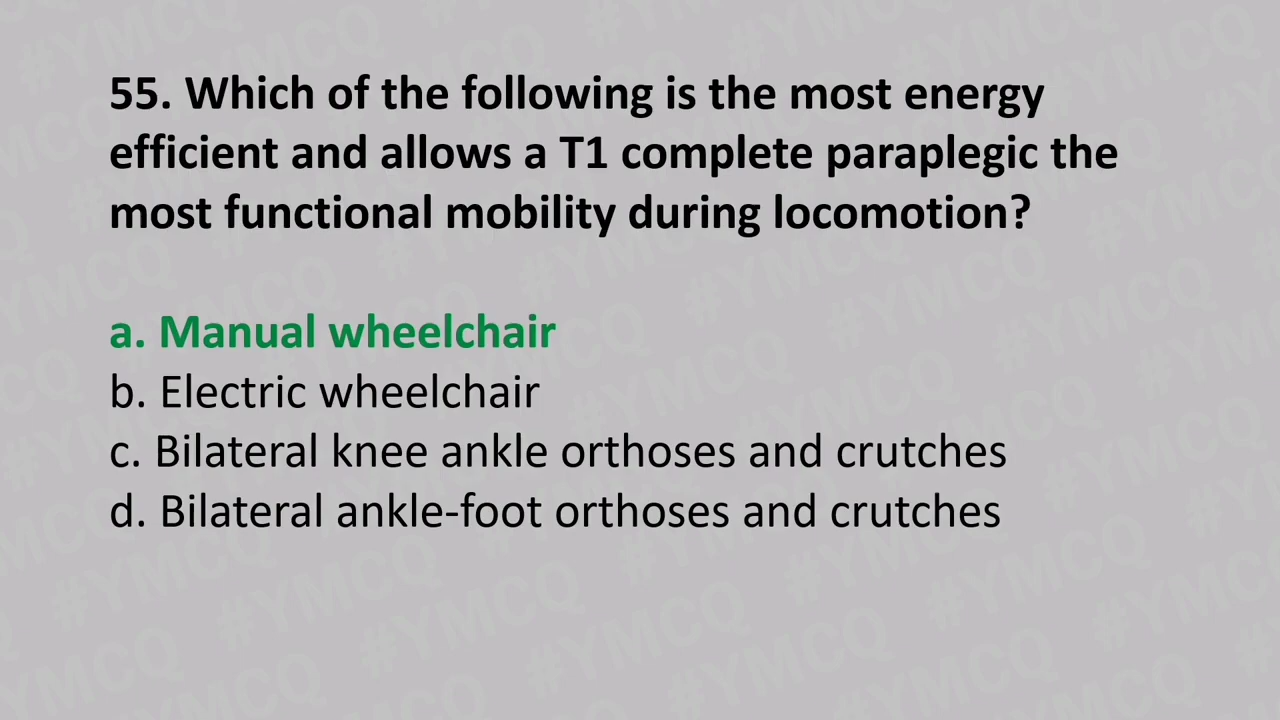 55. Which of the following is the most energy
efficient and allows a T1 complete paraplegic the
most functional mobility during locomotion?
a. Manual wheelchair
b. Electric wheelchair
c. Bilateral knee ankle orthoses and crutches
d. Bilateral ankle-foot orthoses and crutches
#YMCQ